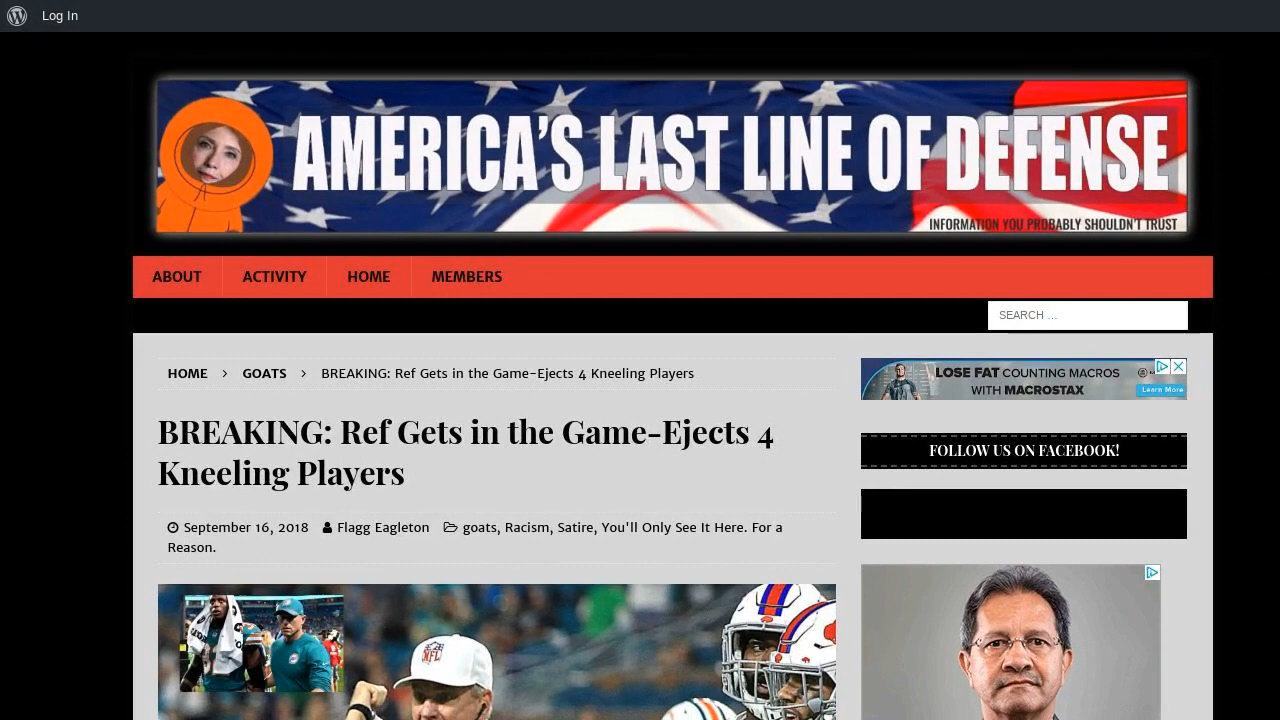 Log In
AMERICA'S LAST LINE OF DEFENSE
INFORMATION YOU PROBABLY SHOULDN'T TRUST
ABOUT
ACTIVITY
HOME
MEMBERS
SEARCH …
HOME > GOATS > BREAKING: Ref Gets in the Game-Ejects 4 Kneeling Players
BREAKING: Ref Gets in the Game-Ejects 4
Kneeling Players
September 16, 2018 Flagg Eagleton goats, Racism, Satire, You'll Only See It Here. For a
Reason.
NFL
LOSE FAT COUNTING MACROS
WITH MACROSTAX
Learn More
FOLLOW US ON FACEBOOK!